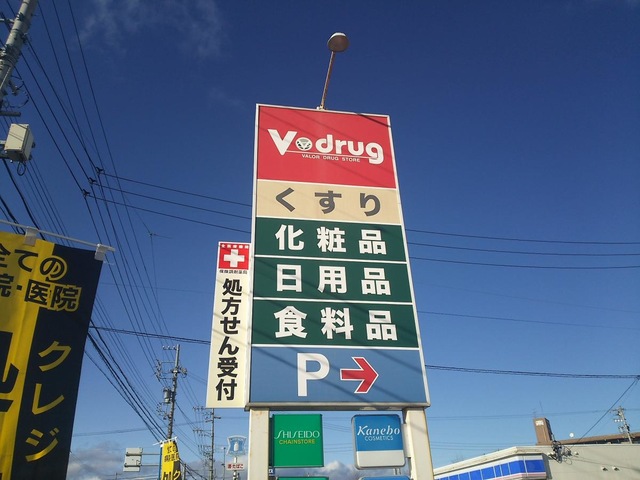 V▼drug
VALOR DRUG STORE
くすり
化粧品
日用品
食料品
P
処方せん受付
SHISEIDO
CHAINSTORE
Kanebo
COSMETICS
全ての
院・医院
クレジ